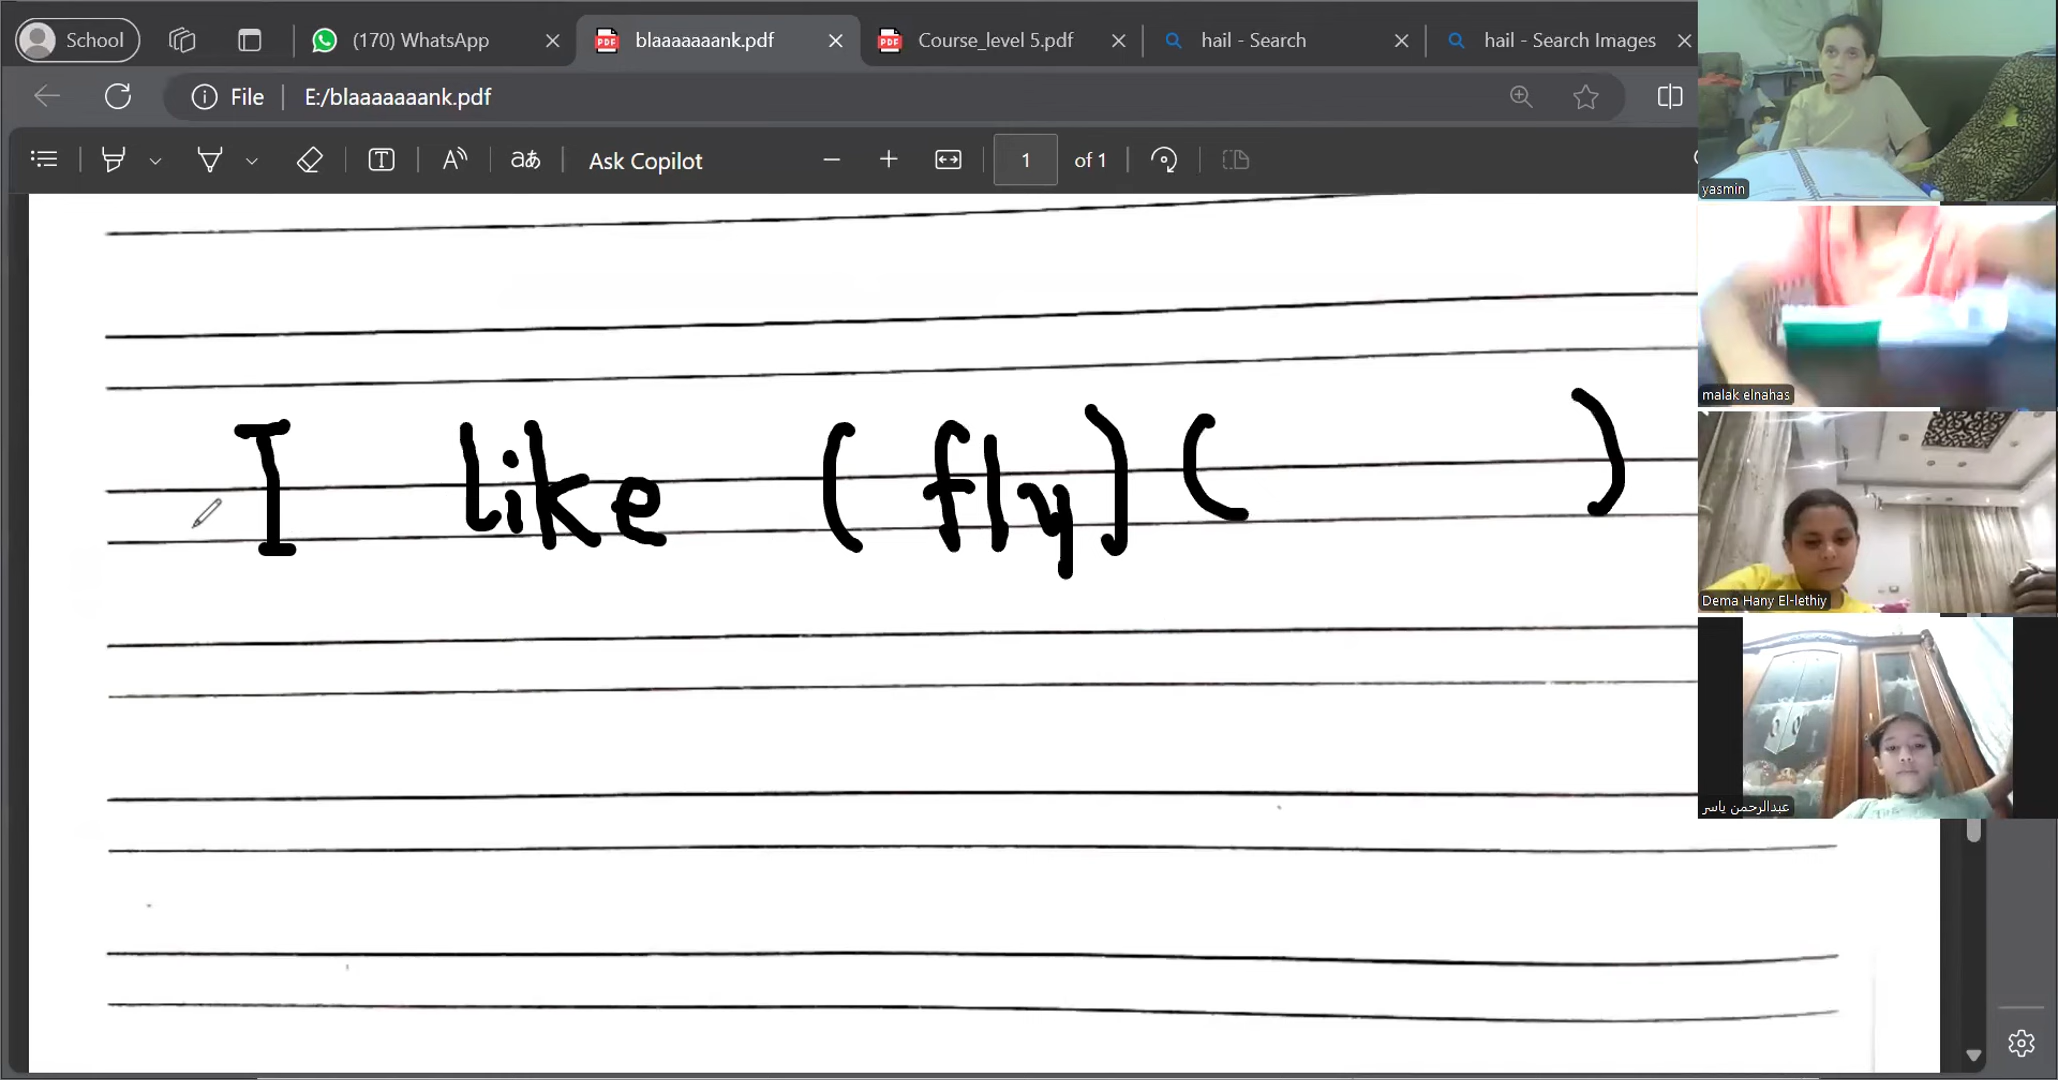 School
(170) WhatsApp
blaaaaaaank.pdf
Course_level 5.pdf
hail - Search
hail - Search Images
File
E:/blaaaaaaank.pdf
Ask Copilot
1 of 1
I like (fly) ( )
yasmin
malak elnahas
Dema Hany El-lethiy
عبدالرحمن ياسر